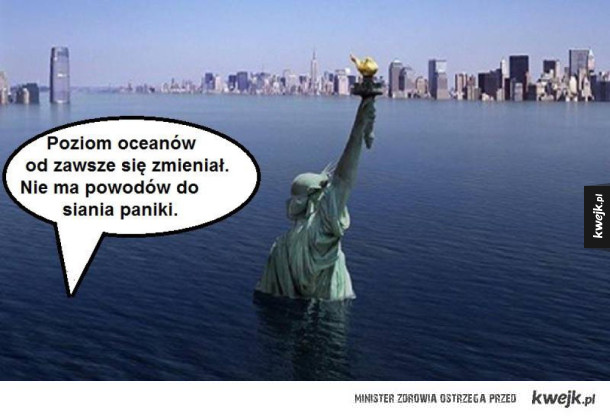 Poziom oceanów
od zawsze się zmieniał.
Nie ma powodów do
siania paniki.
kwejk.pl
MINISTER ZDROWIA OSTRZEGA PRZED kwejk.pl